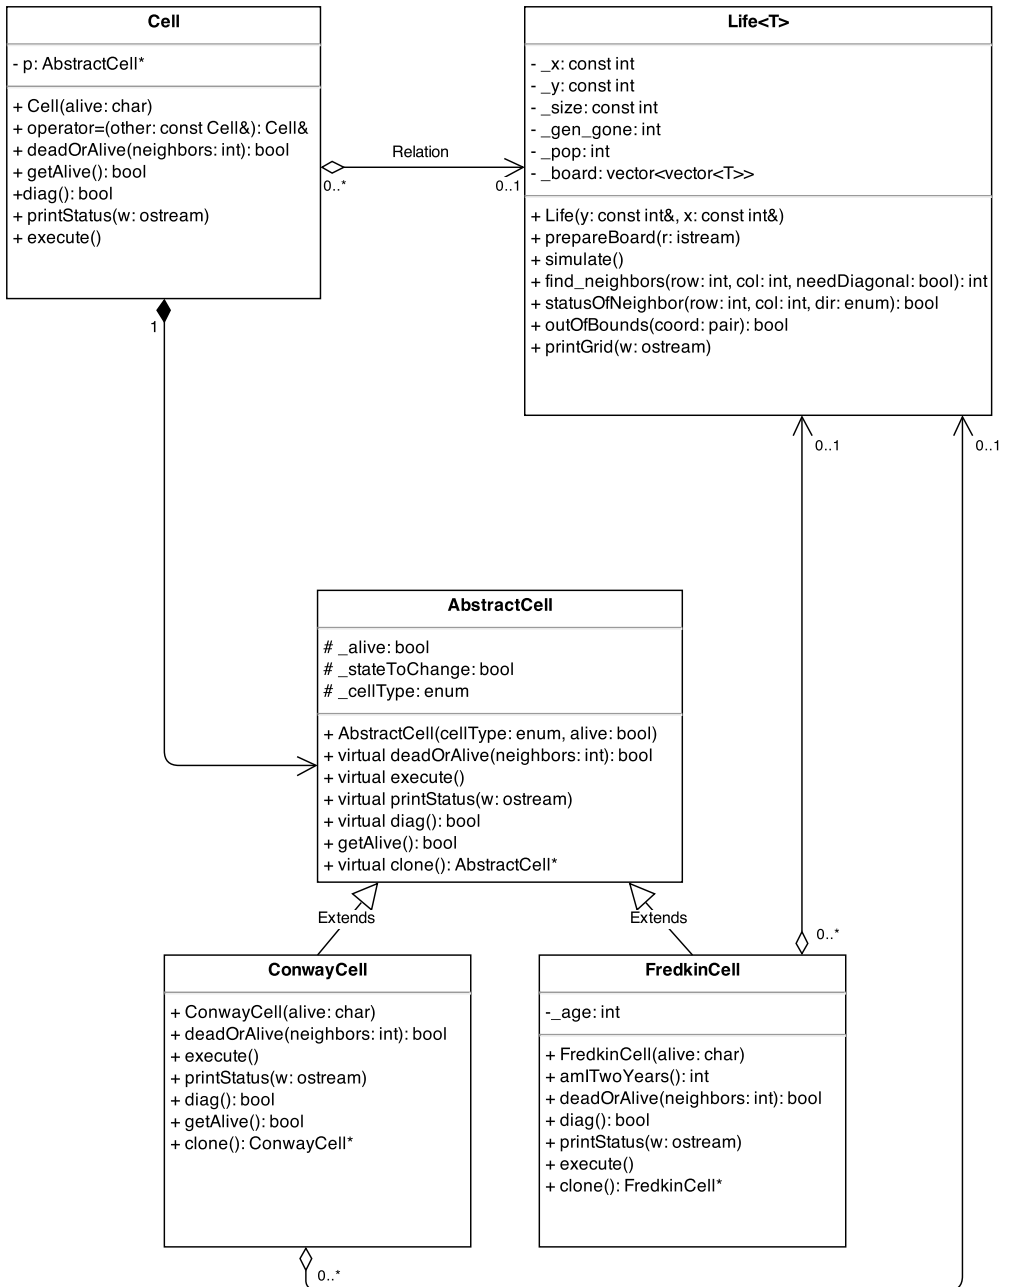 Cell
- p: AbstractCell*
+ Cell(alive: char)
+ operator=(other: const Cell&): Cell&
+ deadOrAlive(neighbors: int): bool
+ getAlive(): bool
+diag(): bool
+ printStatus(w: ostream)
+ execute()
Relation
0..*
0..1
Life<T>
- _x: const int
- _y: const int
- _size: const int
- _gen_gone: int
- _pop: int
- _board: vector<vector<T>>
+ Life(y: const int&, x: const int&)
+ prepareBoard(r: istream)
+ simulate()
+ find_neighbors(row: int, col: int, needDiagonal: bool): int
+ statusOfNeighbor(row: int, col: int, dir: enum): bool
+ outOfBounds(coord: pair): bool
+ printGrid(w: ostream)
1
0..1
0..1
AbstractCell
# _alive: bool
# _stateToChange: bool
# _cellType: enum
+ AbstractCell(cellType: enum, alive: bool)
+ virtual deadOrAlive(neighbors: int): bool
+ virtual execute()
+ virtual printStatus(w: ostream)
+ virtual diag(): bool
+ getAlive(): bool
+ virtual clone(): AbstractCell*
Extends
Extends
0..*
ConwayCell
+ ConwayCell(alive: char)
+ deadOrAlive(neighbors: int): bool
+ execute()
+ printStatus(w: ostream)
+ diag(): bool
+ getAlive(): bool
+ clone(): ConwayCell*
FredkinCell
-_age: int
+ FredkinCell(alive: char)
+ amITwoYears(): int
+ deadOrAlive(neighbors: int): bool
+ diag(): bool
+ printStatus(w: ostream)
+ execute()
+ clone(): FredkinCell*
0..*